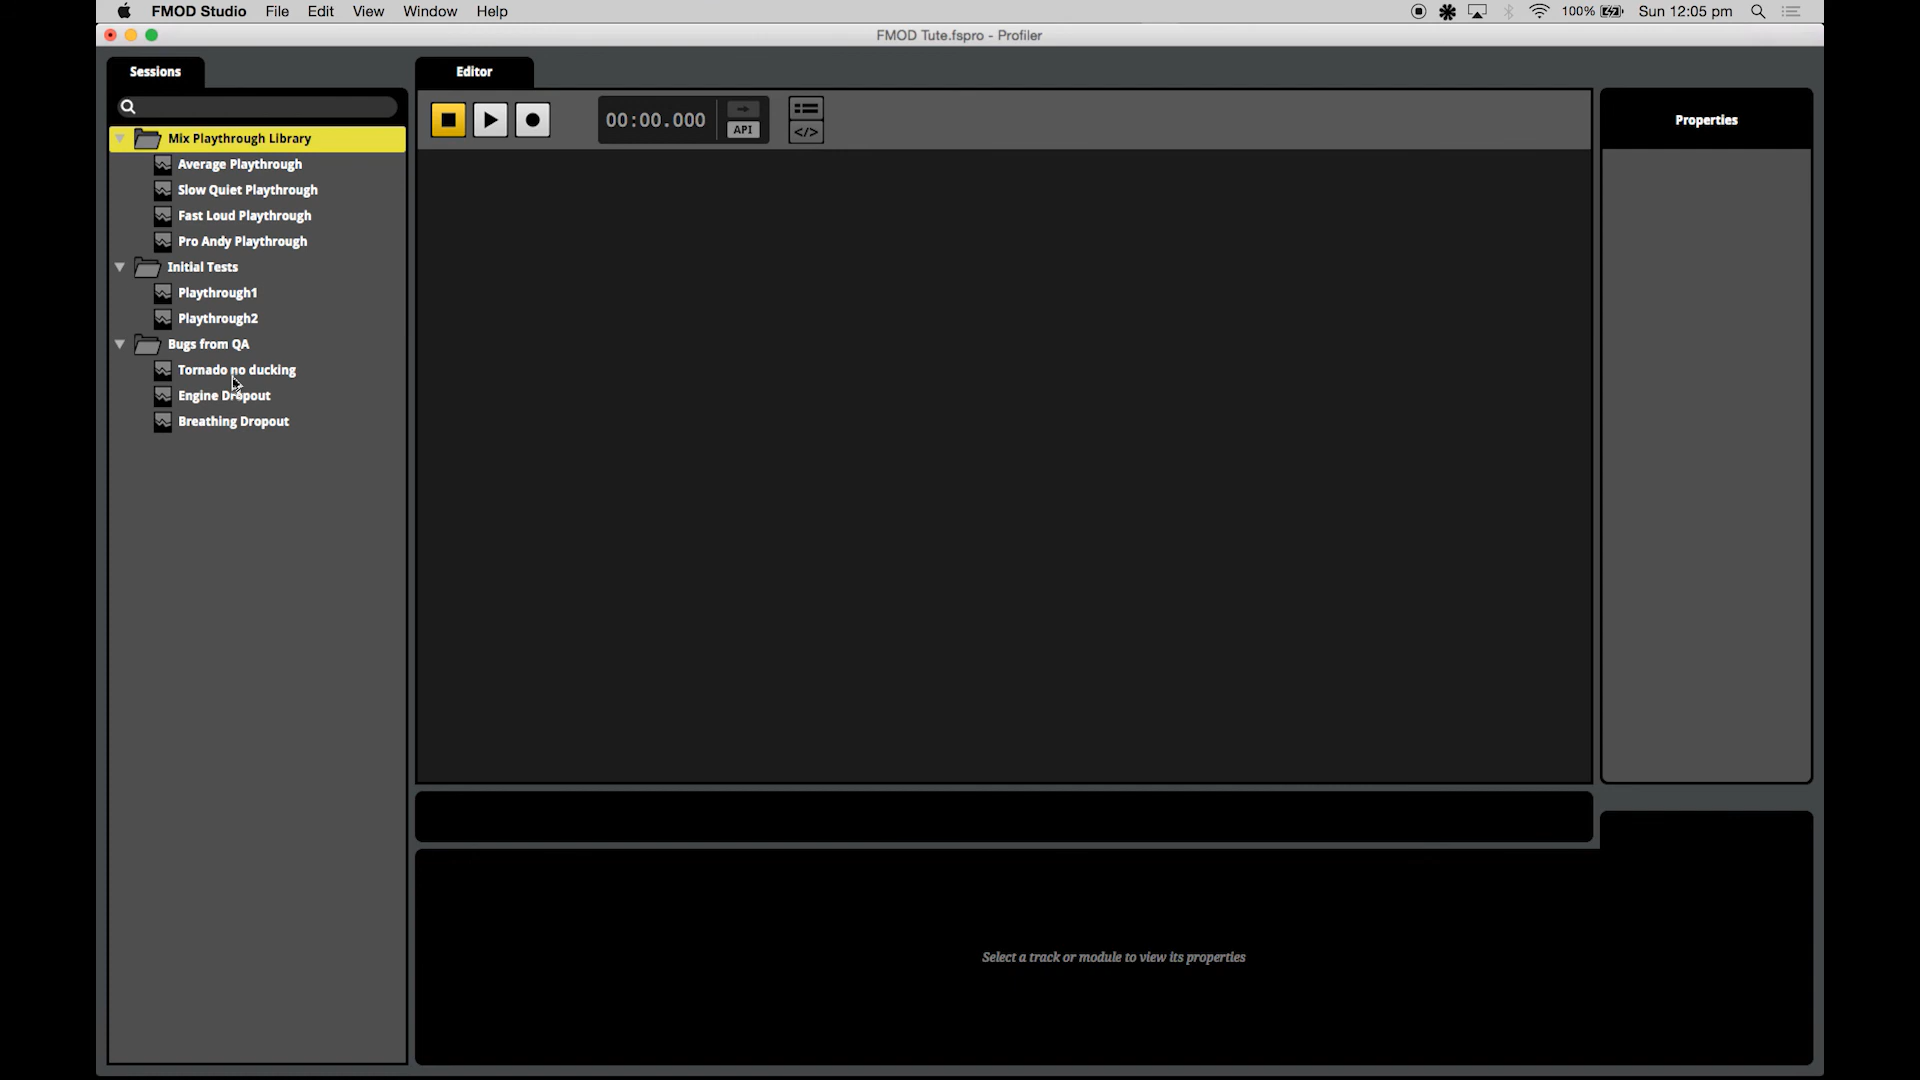 FMOD Studio File Edit View Window Help 100% Sun 12:05 pm
FMOD Tute.fspro - Profiler
Sessions
Editor
00:00.000
API
</>
Properties
Mix Playthrough Library
Average Playthrough
Slow Quiet Playthrough
Fast Loud Playthrough
Pro Andy Playthrough
Initial Tests
Playthrough1
Playthrough2
Bugs from QA
Tornado no ducking
Engine Dropout
Breathing Dropout
Select a track or module to view its properties